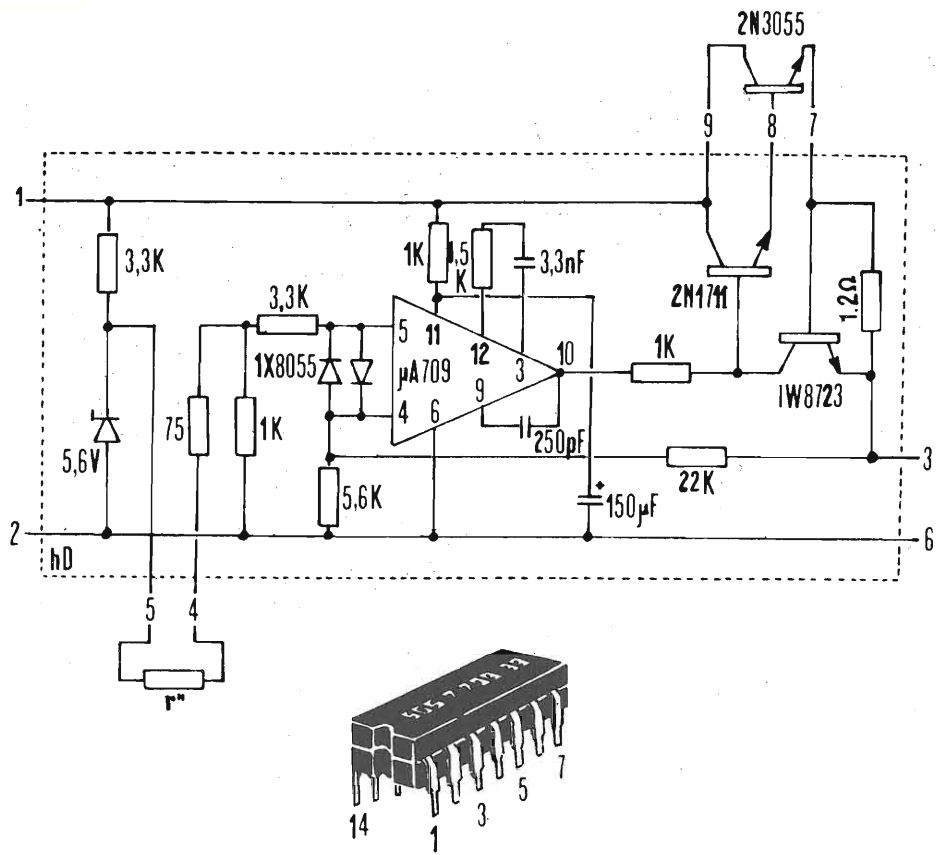 2N3055
9 8 7
1
3,3K
1K
1,5
K
3,3nF
2N1711
1.2Ω
3,3K
5
11
12
1X8055
µA709
3
10
1K
1W8723
75
1K
4
6
9
250pF
5,6V
22K
3
5,6K
+
150µF
2
6
hD
5 4
r"
14
1
3
5
7